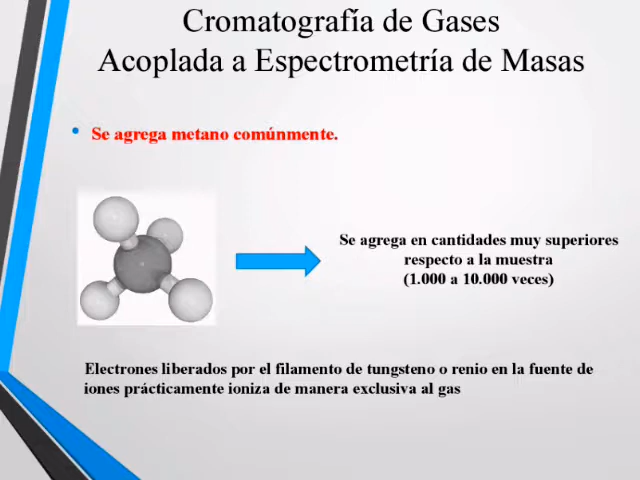 Cromatografía de Gases
Acoplada a Espectrometría de Masas
• Se agrega metano comúnmente.
Se agrega en cantidades muy superiores
respecto a la muestra
(1.000 a 10.000 veces)
Electrones liberados por el filamento de tungsteno o renio en la fuente de
iones prácticamente ioniza de manera exclusiva al gas